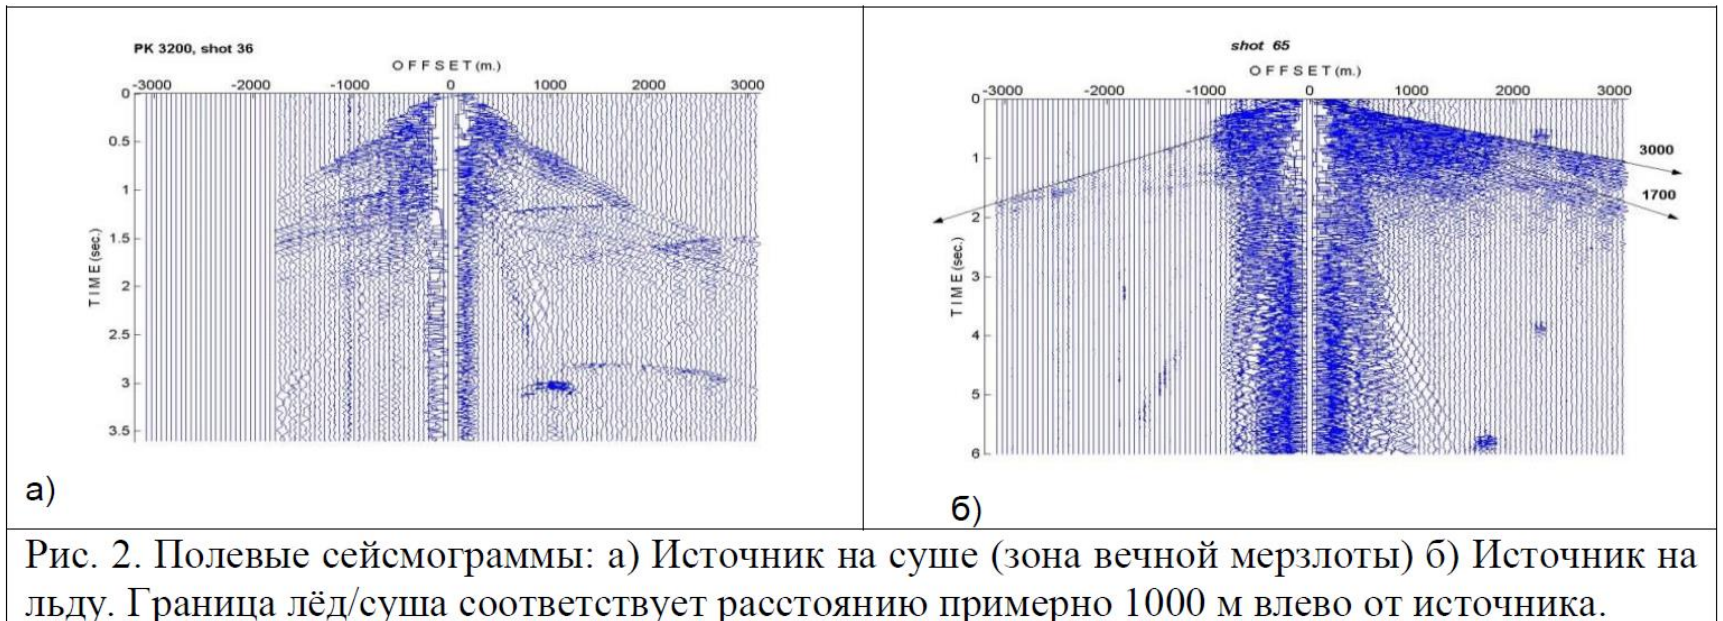 PK 3200, shot 36
OFFSET (m.)
-3000 -2000 -1000 0 1000 2000 3000
0
0.5
1
1.5
2
2.5
3
3.5
TIME (sec.)
а)
shot 65
OFFSET (m.)
-3000 -2000 -1000 0 1000 2000 3000
0
1
2
3
4
5
6
TIME (sec.)
3000
1700
б)
Рис. 2. Полевые сейсмограммы: а) Источник на суше (зона вечной мерзлоты) б) Источник на
льду. Граница лёд/суша соответствует расстоянию примерно 1000 м влево от источника.